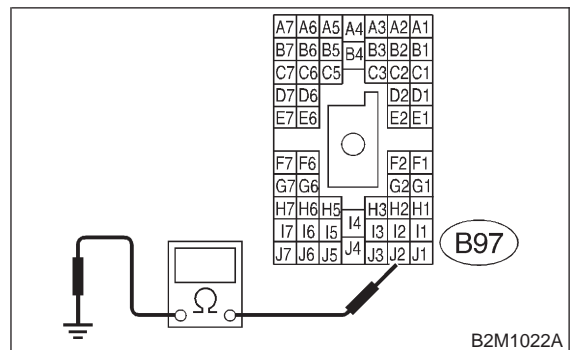 A7 A6 A5 A4 A3 A2 A1
B7 B6 B5 B4 B3 B2 B1
C7 C6 C5 C3 C2 C1
D7 D6 D2 D1
E7 E6 E2 E1
F7 F6 F2 F1
G7 G6 G2 G1
H7 H6 H5 H3 H2 H1
I7 I6 I5 I4 I3 I2 I1
J7 J6 J5 J4 J3 J2 J1
B97
Ω
B2M1022A